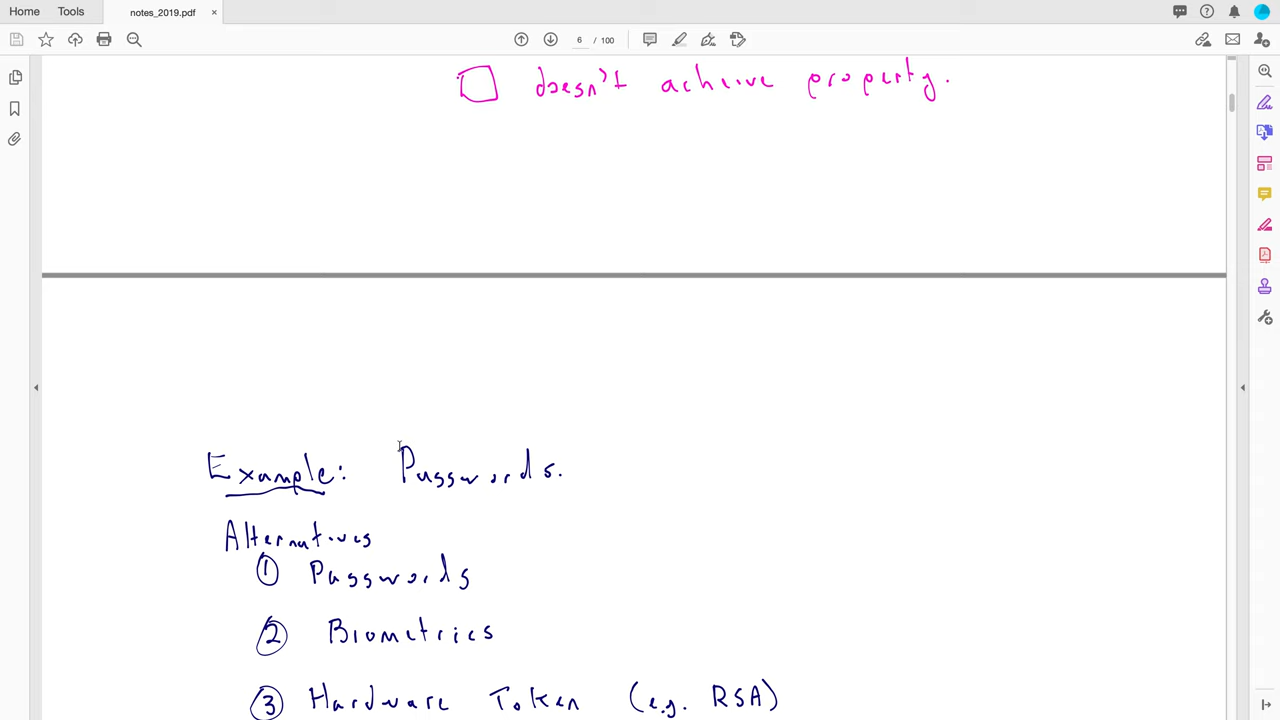 Home Tools notes_2019.pdf ×
6 / 100
doesn't achieve property.
Example: Passwords.
Alternatives
1 Passwords
2 Biometrics
3 Hardware Token (e.g. RSA)